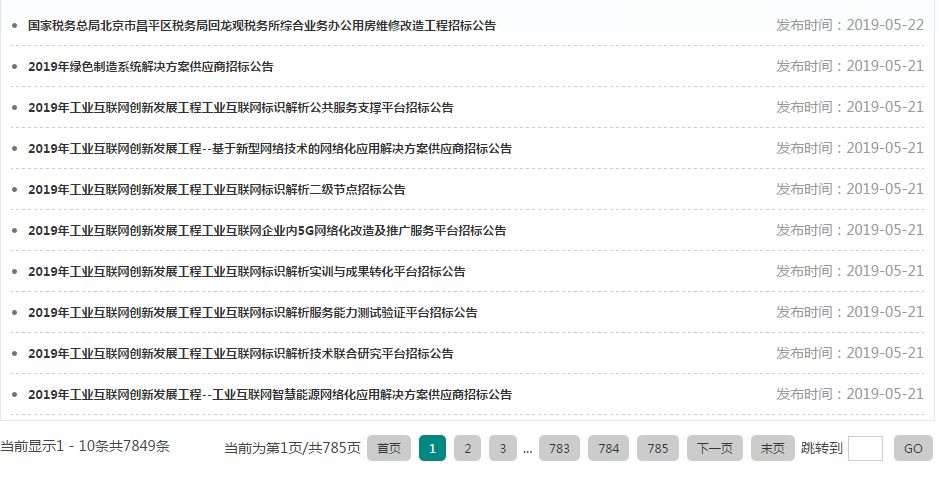 国家税务总局北京市昌平区税务局回龙观税务所综合业务办公用房维修改造工程招标公告 发布时间：2019-05-22
2019年绿色制造系统解决方案供应商招标公告 发布时间：2019-05-21
2019年工业互联网创新发展工程工业互联网标识解析公共服务支撑平台招标公告 发布时间：2019-05-21
2019年工业互联网创新发展工程--基于新型网络技术的网络化应用解决方案供应商招标公告 发布时间：2019-05-21
2019年工业互联网创新发展工程工业互联网标识解析二级节点招标公告 发布时间：2019-05-21
2019年工业互联网创新发展工程工业互联网企业内5G网络化改造及推广服务平台招标公告 发布时间：2019-05-21
2019年工业互联网创新发展工程工业互联网标识解析实训与成果转化平台招标公告 发布时间：2019-05-21
2019年工业互联网创新发展工程工业互联网标识解析服务能力测试验证平台招标公告 发布时间：2019-05-21
2019年工业互联网创新发展工程工业互联网标识解析技术联合研究平台招标公告 发布时间：2019-05-21
2019年工业互联网创新发展工程--工业互联网智慧能源网络化应用解决方案供应商招标公告 发布时间：2019-05-21
当前显示1 - 10条共7849条 当前为第1页/共785页 首页 1 2 3 ... 783 784 785 下一页 末页 跳转到 GO